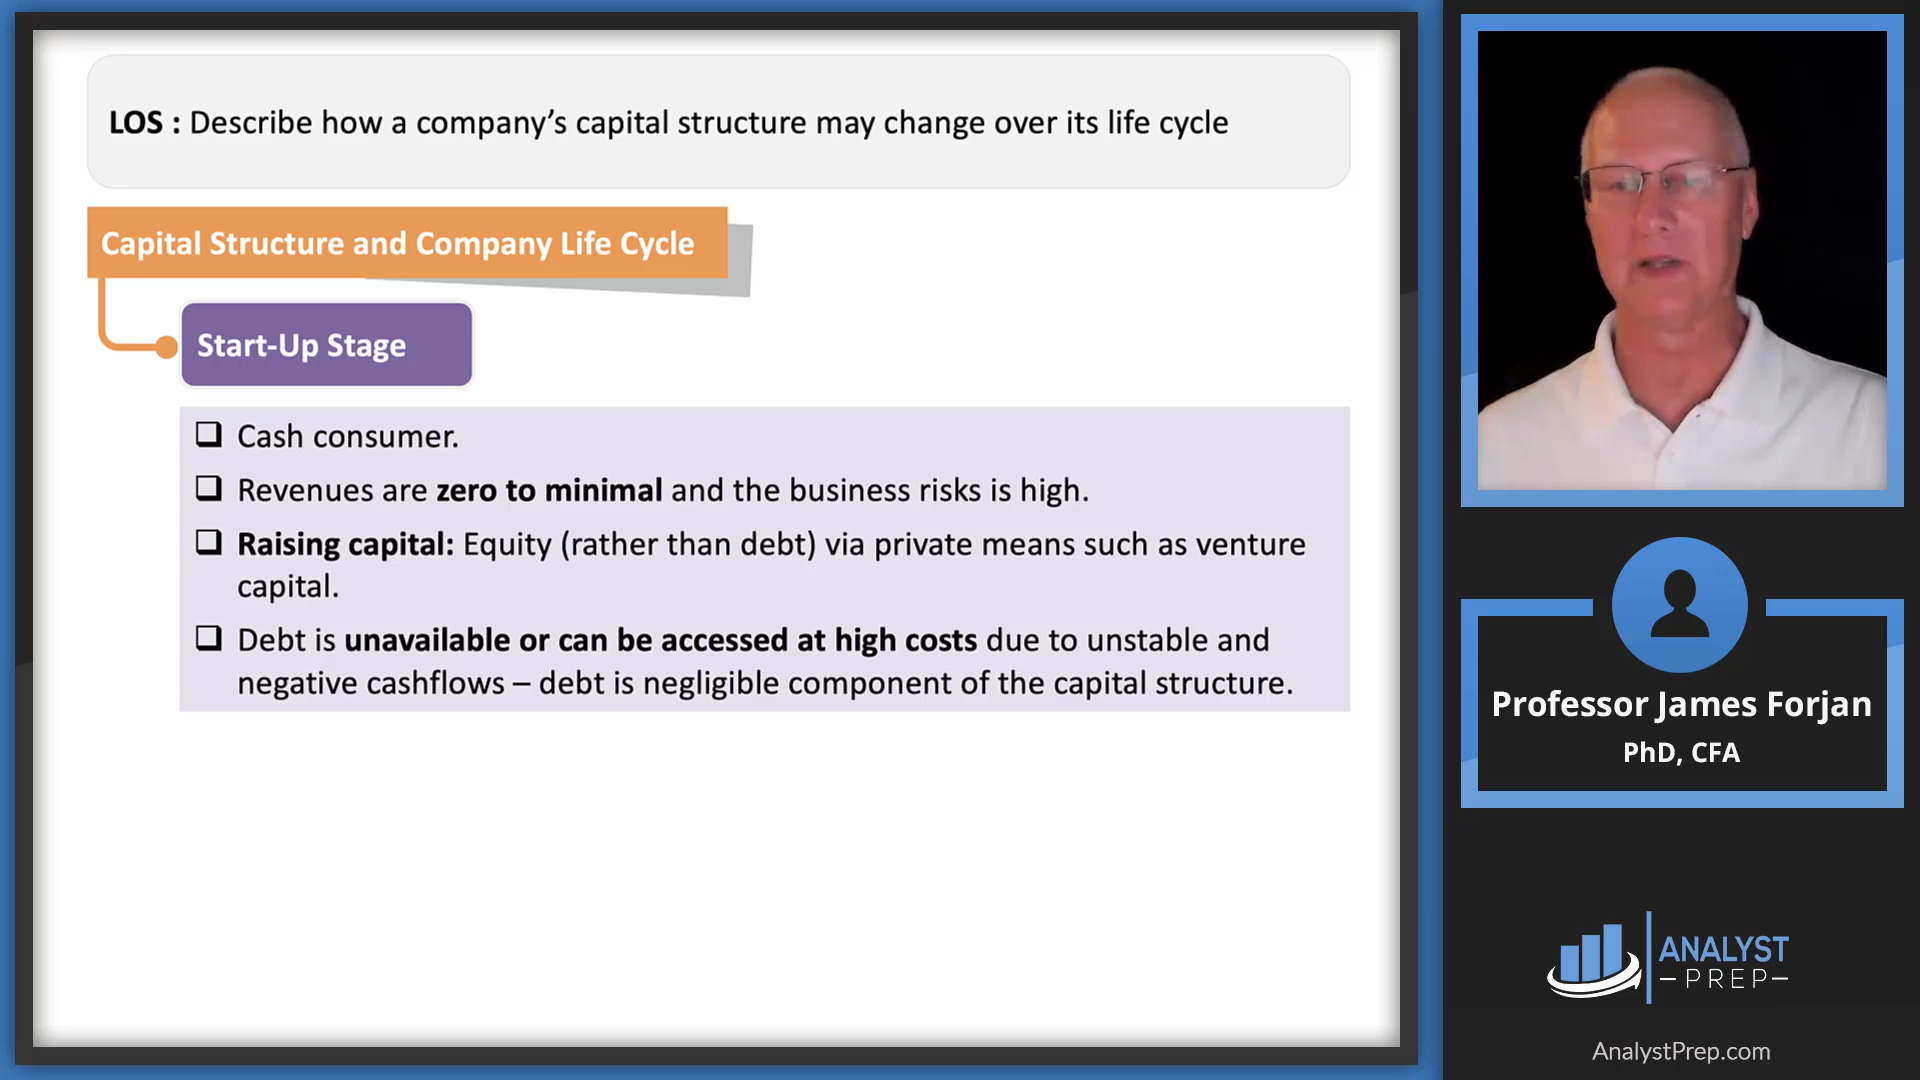 LOS : Describe how a company’s capital structure may change over its life cycle
Capital Structure and Company Life Cycle
Start-Up Stage
❑ Cash consumer.
❑ Revenues are zero to minimal and the business risks is high.
❑ Raising capital: Equity (rather than debt) via private means such as venture
capital.
❑ Debt is unavailable or can be accessed at high costs due to unstable and
negative cashflows – debt is negligible component of the capital structure.
Professor James Forjan
PhD, CFA
ANALYST
PREP
AnalystPrep.com